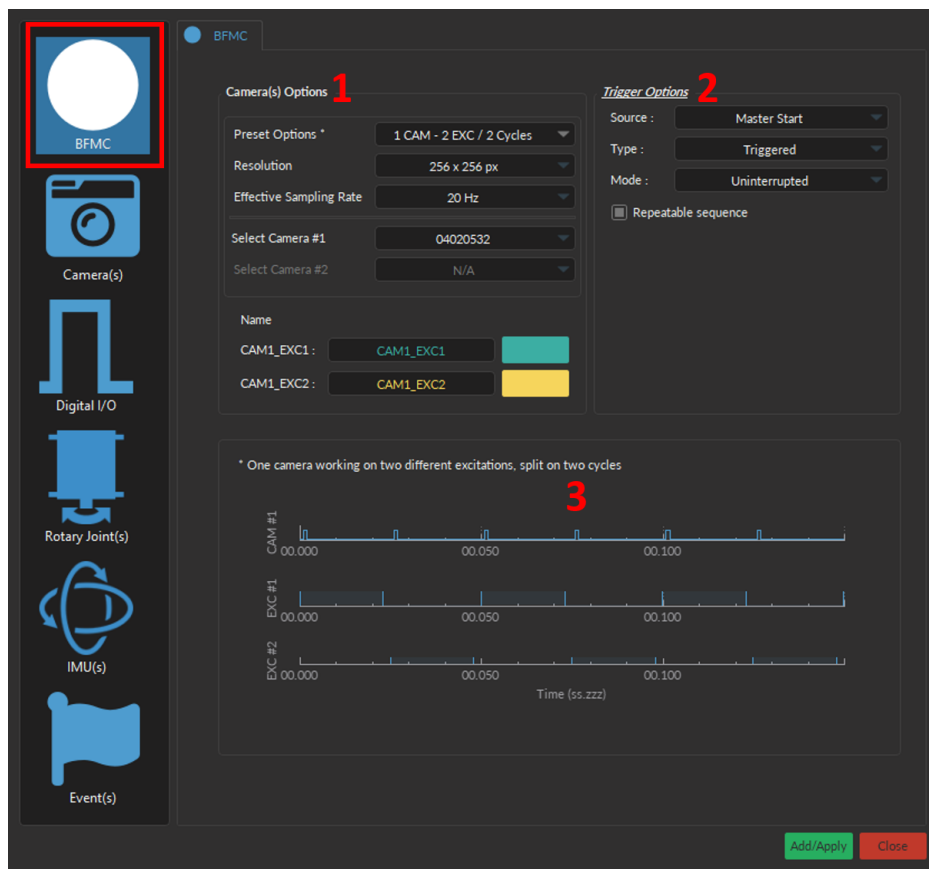 BFMC
Camera(s)
Digital I/O
Rotary Joint(s)
IMU(s)
Event(s)
BFMC
Camera(s) Options 1
Preset Options * 1 CAM - 2 EXC / 2 Cycles
Resolution 256 x 256 px
Effective Sampling Rate 20 Hz
Select Camera #1 04020532
Select Camera #2 N/A
Name
CAM1_EXC1 : CAM1_EXC1
CAM1_EXC2 : CAM1_EXC2
Trigger Options 2
Source : Master Start
Type : Triggered
Mode : Uninterrupted
Repeatable sequence
* One camera working on two different excitations, split on two cycles
3
CAM #1
00.000 00.050 00.100
EXC #1
00.000 00.050 00.100
EXC #2
00.000 00.050 00.100
Time (ss.zzz)
Add/Apply Close